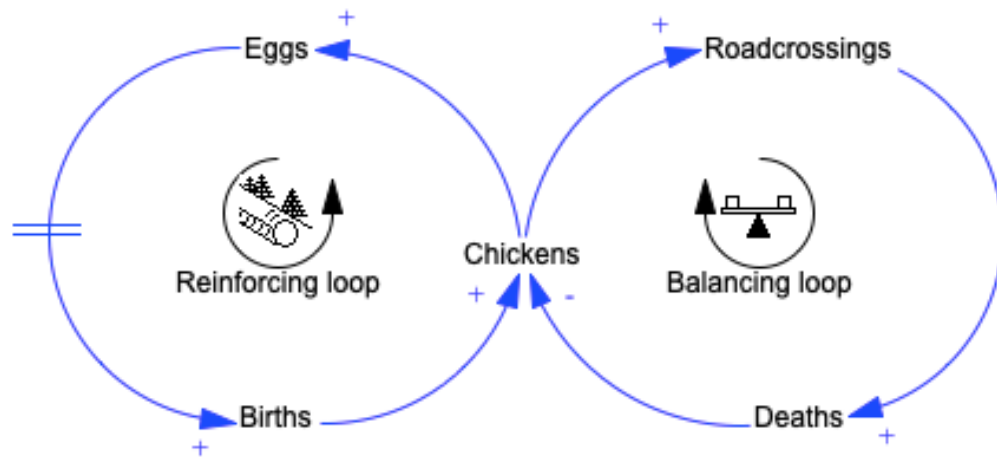 + +
Eggs Roadcrossings
Chickens
Reinforcing loop + - Balancing loop
Births Deaths
+ +